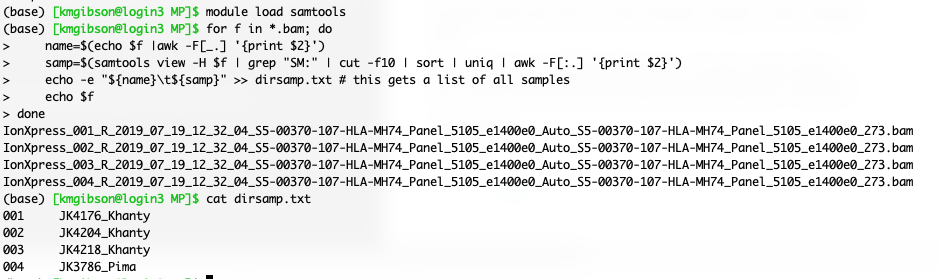 (base) [kmgibson@login3 MP]$ module load samtools
(base) [kmgibson@login3 MP]$ for f in *.bam; do
>     name=$(echo $f |awk -F[_.] '{print $2}')
>     samp=$(samtools view -H $f | grep "SM:" | cut -f10 | sort | uniq | awk -F[:.] '{print $2}')
>     echo -e "${name}\t${samp}" >> dirsamp.txt # this gets a list of all samples
>     echo $f
> done
IonXpress_001_R_2019_07_19_12_32_04_S5-00370-107-HLA-MH74_Panel_5105_e1400e0_Auto_S5-00370-107-HLA-MH74_Panel_5105_e1400e0_273.bam
IonXpress_002_R_2019_07_19_12_32_04_S5-00370-107-HLA-MH74_Panel_5105_e1400e0_Auto_S5-00370-107-HLA-MH74_Panel_5105_e1400e0_273.bam
IonXpress_003_R_2019_07_19_12_32_04_S5-00370-107-HLA-MH74_Panel_5105_e1400e0_Auto_S5-00370-107-HLA-MH74_Panel_5105_e1400e0_273.bam
IonXpress_004_R_2019_07_19_12_32_04_S5-00370-107-HLA-MH74_Panel_5105_e1400e0_Auto_S5-00370-107-HLA-MH74_Panel_5105_e1400e0_273.bam
(base) [kmgibson@login3 MP]$ cat dirsamp.txt
001     JK4176_Khanty
002     JK4204_Khanty
003     JK4218_Khanty
004     JK3786_Pima